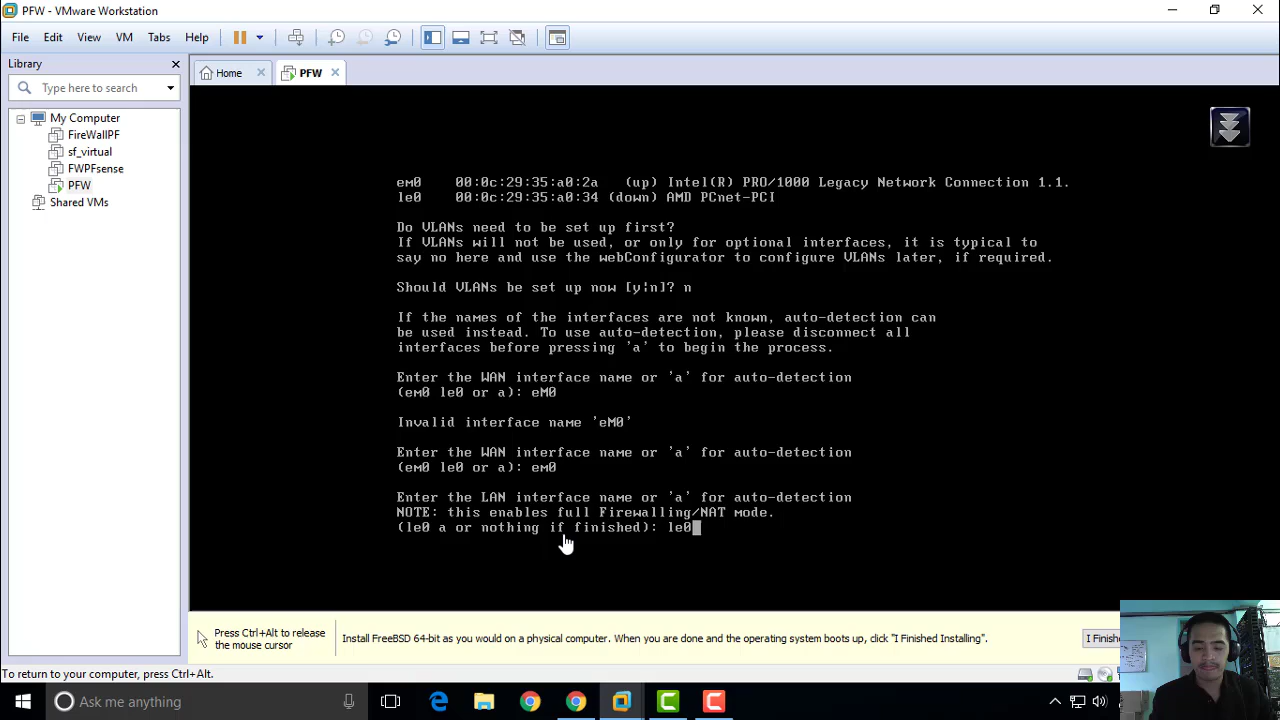 PFW - VMware Workstation
File Edit View VM Tabs Help
Library
Type here to search
My Computer
FireWallPF
sf_virtual
FWPFsense
PFW
Shared VMs
Home
PFW
em0 00:0c:29:35:a0:2a (up) Intel(R) PRO/1000 Legacy Network Connection 1.1.
le0 00:0c:29:35:a0:34 (down) AMD PCnet-PCI
Do VLANs need to be set up first?
If VLANs will not be used, or only for optional interfaces, it is typical to
say no here and use the webConfigurator to configure VLANs later, if required.
Should VLANs be set up now [y|n]? n
If the names of the interfaces are not known, auto-detection can
be used instead. To use auto-detection, please disconnect all
interfaces before pressing 'a' to begin the process.
Enter the WAN interface name or 'a' for auto-detection
(em0 le0 or a): eM0
Invalid interface name 'eM0'
Enter the WAN interface name or 'a' for auto-detection
(em0 le0 or a): em0
Enter the LAN interface name or 'a' for auto-detection
NOTE: this enables full Firewalling/NAT mode.
(le0 a or nothing if finished): le0
Press Ctrl+Alt to release
the mouse cursor
Install FreeBSD 64-bit as you would on a physical computer. When you are done and the operating system boots up, click "I Finished Installing".
I Finish
To return to your computer, press Ctrl+Alt.
Ask me anything